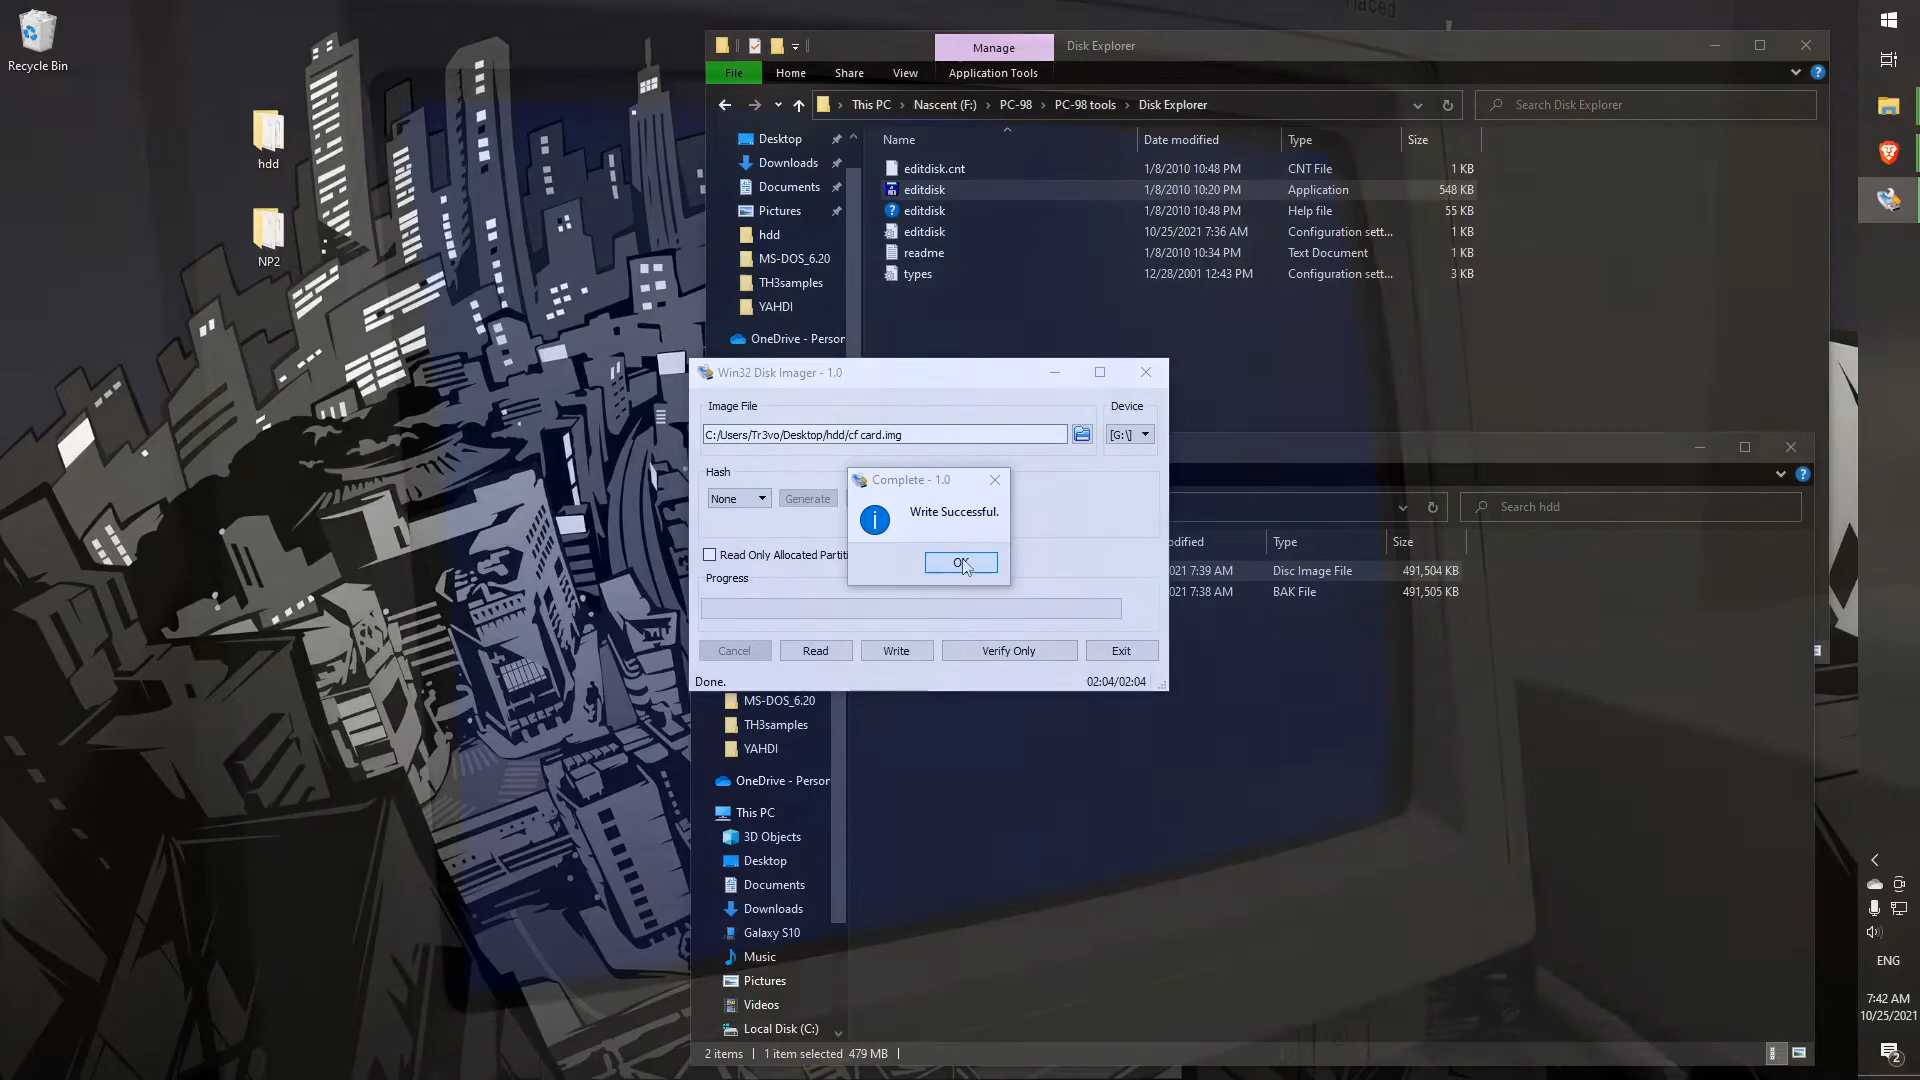 Recycle Bin
hdd
NP2
Manage
Disk Explorer
File
Home
Share
View
Application Tools
This PC
Nascent (F:)
PC-98
PC-98 tools
Disk Explorer
Search Disk Explorer
Desktop
Downloads
Documents
Pictures
hdd
MS-DOS_6.20
TH3samples
YAHDI
OneDrive - Person
Name
Date modified
Type
Size
editdisk.cnt 1/8/2010 10:48 PM CNT File 1 KB
editdisk 1/8/2010 10:20 PM Application 548 KB
editdisk 1/8/2010 10:48 PM Help file 55 KB
editdisk 10/25/2021 7:36 AM Configuration sett... 1 KB
readme 1/8/2010 10:34 PM Text Document 1 KB
types 12/28/2001 12:43 PM Configuration sett... 3 KB
Win32 Disk Imager - 1.0
Image File
Device
C:/Users/Tr3vo/Desktop/hdd/cf card.img
[G:\]
Hash
None
Generate
Read Only Allocated Partiti
Progress
Complete - 1.0
Write Successful.
OK
Cancel
Read
Write
Verify Only
Exit
Done.
02:04/02:04
Search hdd
odified
Type
Size
021 7:39 AM Disc Image File 491,504 KB
021 7:38 AM BAK File 491,505 KB
MS-DOS_6.20
TH3samples
YAHDI
OneDrive - Person
This PC
3D Objects
Desktop
Documents
Downloads
Galaxy S10
Music
Pictures
Videos
Local Disk (C:)
2 items
1 item selected 479 MB
ENG
7:42 AM
10/25/2021
2